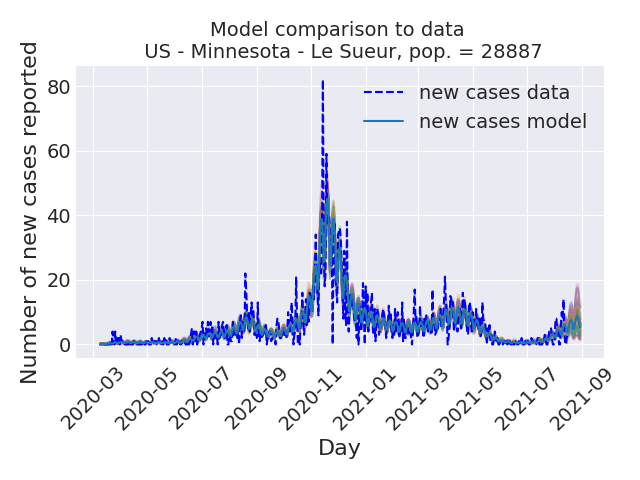 Model comparison to data
US - Minnesota - Le Sueur, pop. = 28887
Number of new cases reported
80
60
40
20
0
new cases data
new cases model
2020-03
2020-05
2020-07
2020-09
2020-11
2021-01
2021-03
2021-05
2021-07
2021-09
Day